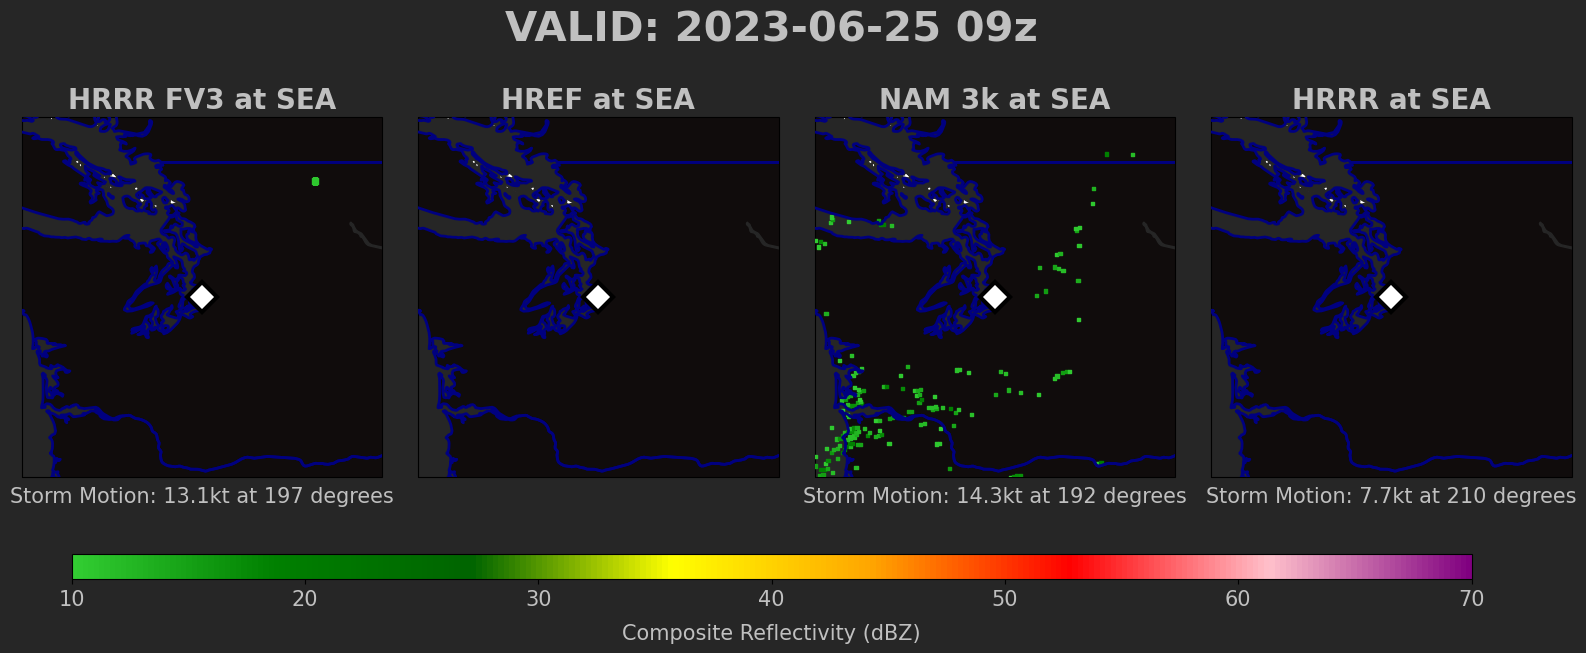 VALID: 2023-06-25 09z
HRRR FV3 at SEA
HREF at SEA
NAM 3k at SEA
HRRR at SEA
Storm Motion: 13.1kt at 197 degrees
Storm Motion: 14.3kt at 192 degrees
Storm Motion: 7.7kt at 210 degrees
10 20 30 40 50 60 70
Composite Reflectivity (dBZ)